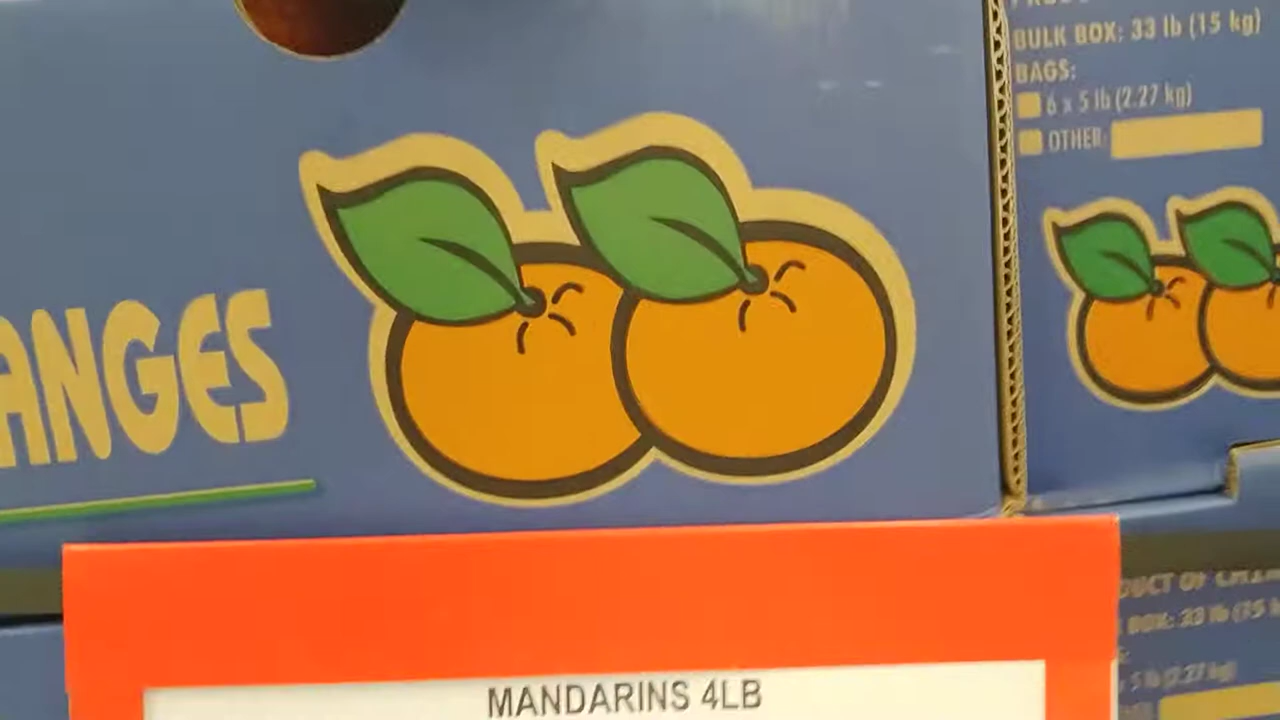 ANGES
BULK BOX: 33 lb (15 kg)
BAGS:
6 x 5 lb (2.27 kg)
OTHER:
DUCT OF
BOX: 33 lb (15
5 lb (2.27 kg)
MANDARINS 4LB